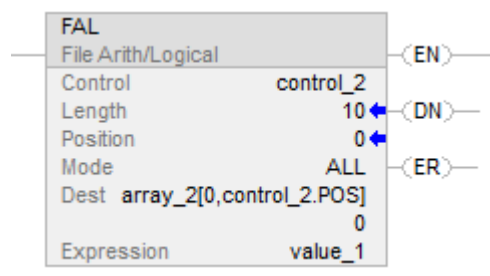 FAL
File Arith/Logical
EN
Control control_2
Length 10
DN
Position 0
Mode ALL
ER
Dest array_2[0,control_2.POS]
0
Expression value_1